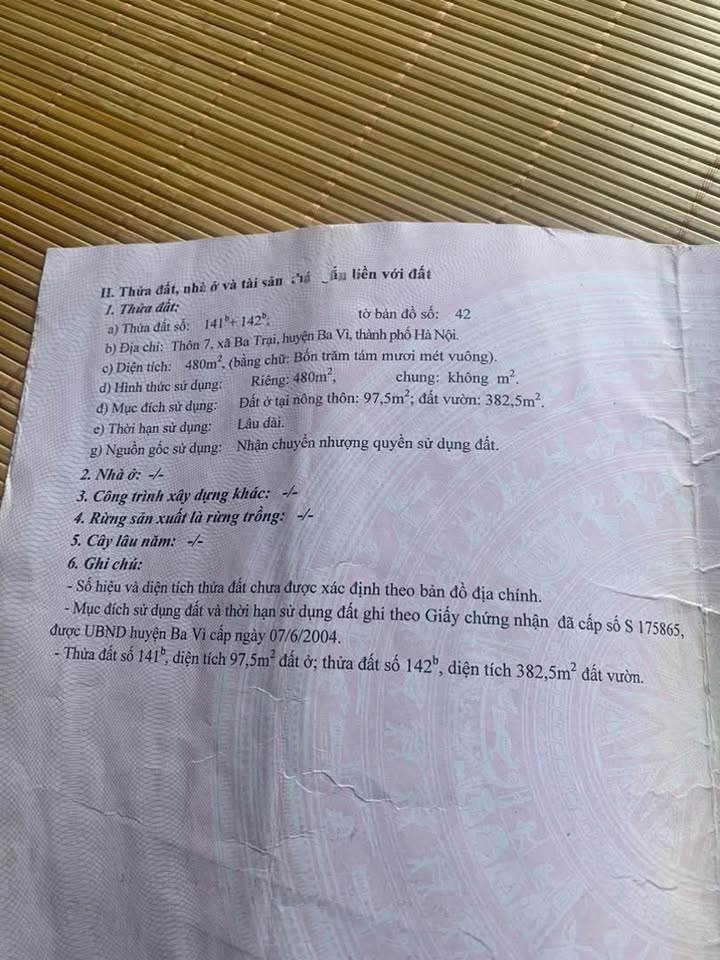 II. Thửa đất, nhà ở và tài sản liền với đất
1. Thửa đất:
a) Thửa đất số: 141ᵇ+ 142ᵇ; tờ bản đồ số: 42
b) Địa chỉ: Thôn 7, xã Ba Trại, huyện Ba Vì, thành phố Hà Nội.
c) Diện tích: 480m², (bằng chữ: Bốn trăm tám mươi mét vuông).
d) Hình thức sử dụng: Riêng: 480m², chung: không m².
đ) Mục đích sử dụng: Đất ở tại nông thôn: 97,5m²; đất vườn: 382,5m².
e) Thời hạn sử dụng: Lâu dài.
g) Nguồn gốc sử dụng: Nhận chuyển nhượng quyền sử dụng đất.
2. Nhà ở: -/-
3. Công trình xây dựng khác: -/-
4. Rừng sản xuất là rừng trồng: -/-
5. Cây lâu năm: -/-
6. Ghi chú:
- Số hiệu và diện tích thửa đất chưa được xác định theo bản đồ địa chính.
- Mục đích sử dụng đất và thời hạn sử dụng đất ghi theo Giấy chứng nhận đã cấp số S 175865,
được UBND huyện Ba Vì cấp ngày 07/6/2004.
- Thửa đất số 141ᵇ, diện tích 97,5m² đất ở; thửa đất số 142ᵇ, diện tích 382,5m² đất vườn.